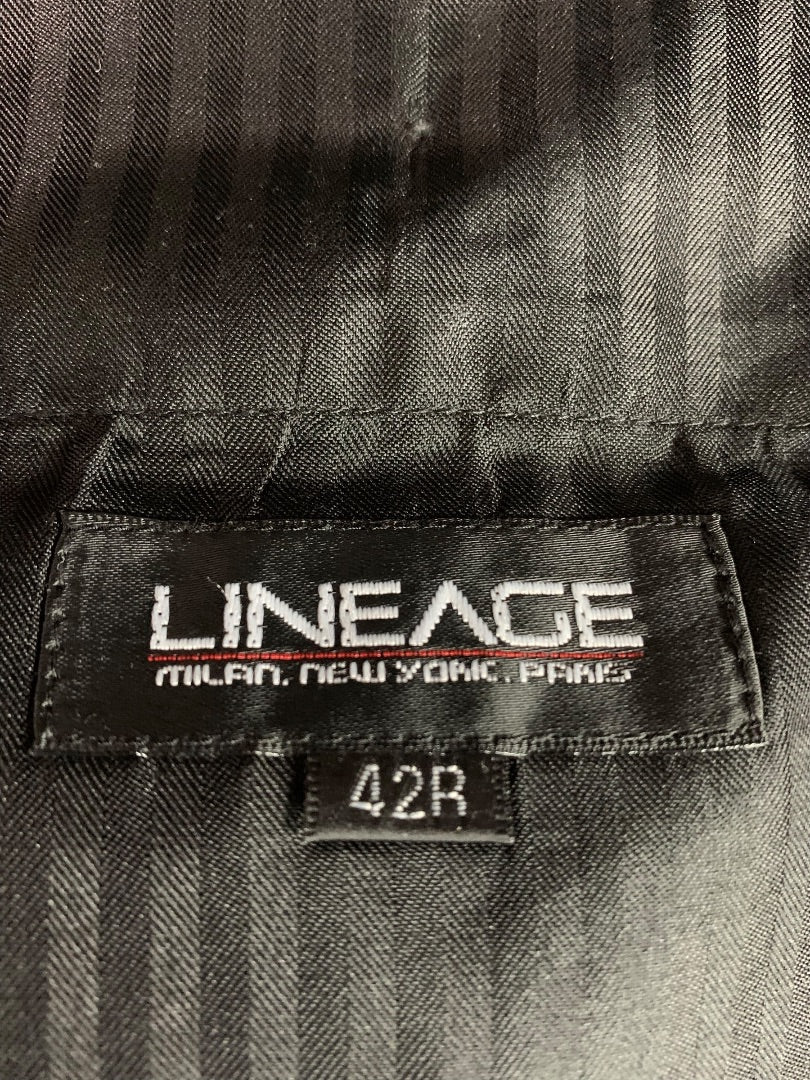 LINEAGE
MILAN. NEW YORK. PARIS
42R